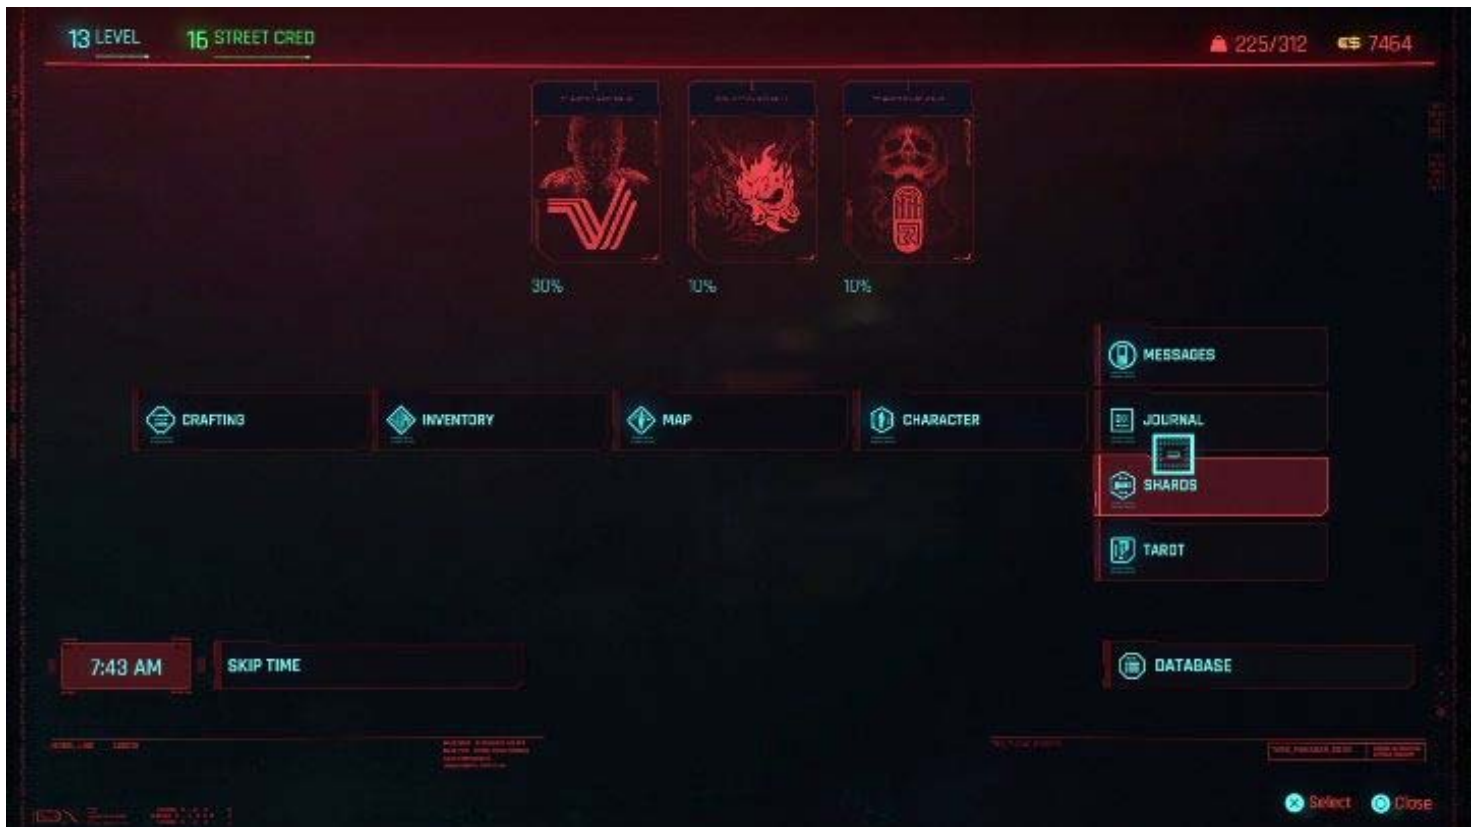 13 LEVEL 16 STREET CRED
225/312 €$ 7464
30% 10% 10%
MESSAGES
CRAFTING INVENTORY MAP CHARACTER JOURNAL
SHARDS
TAROT
7:43 AM SKIP TIME DATABASE
Select Close